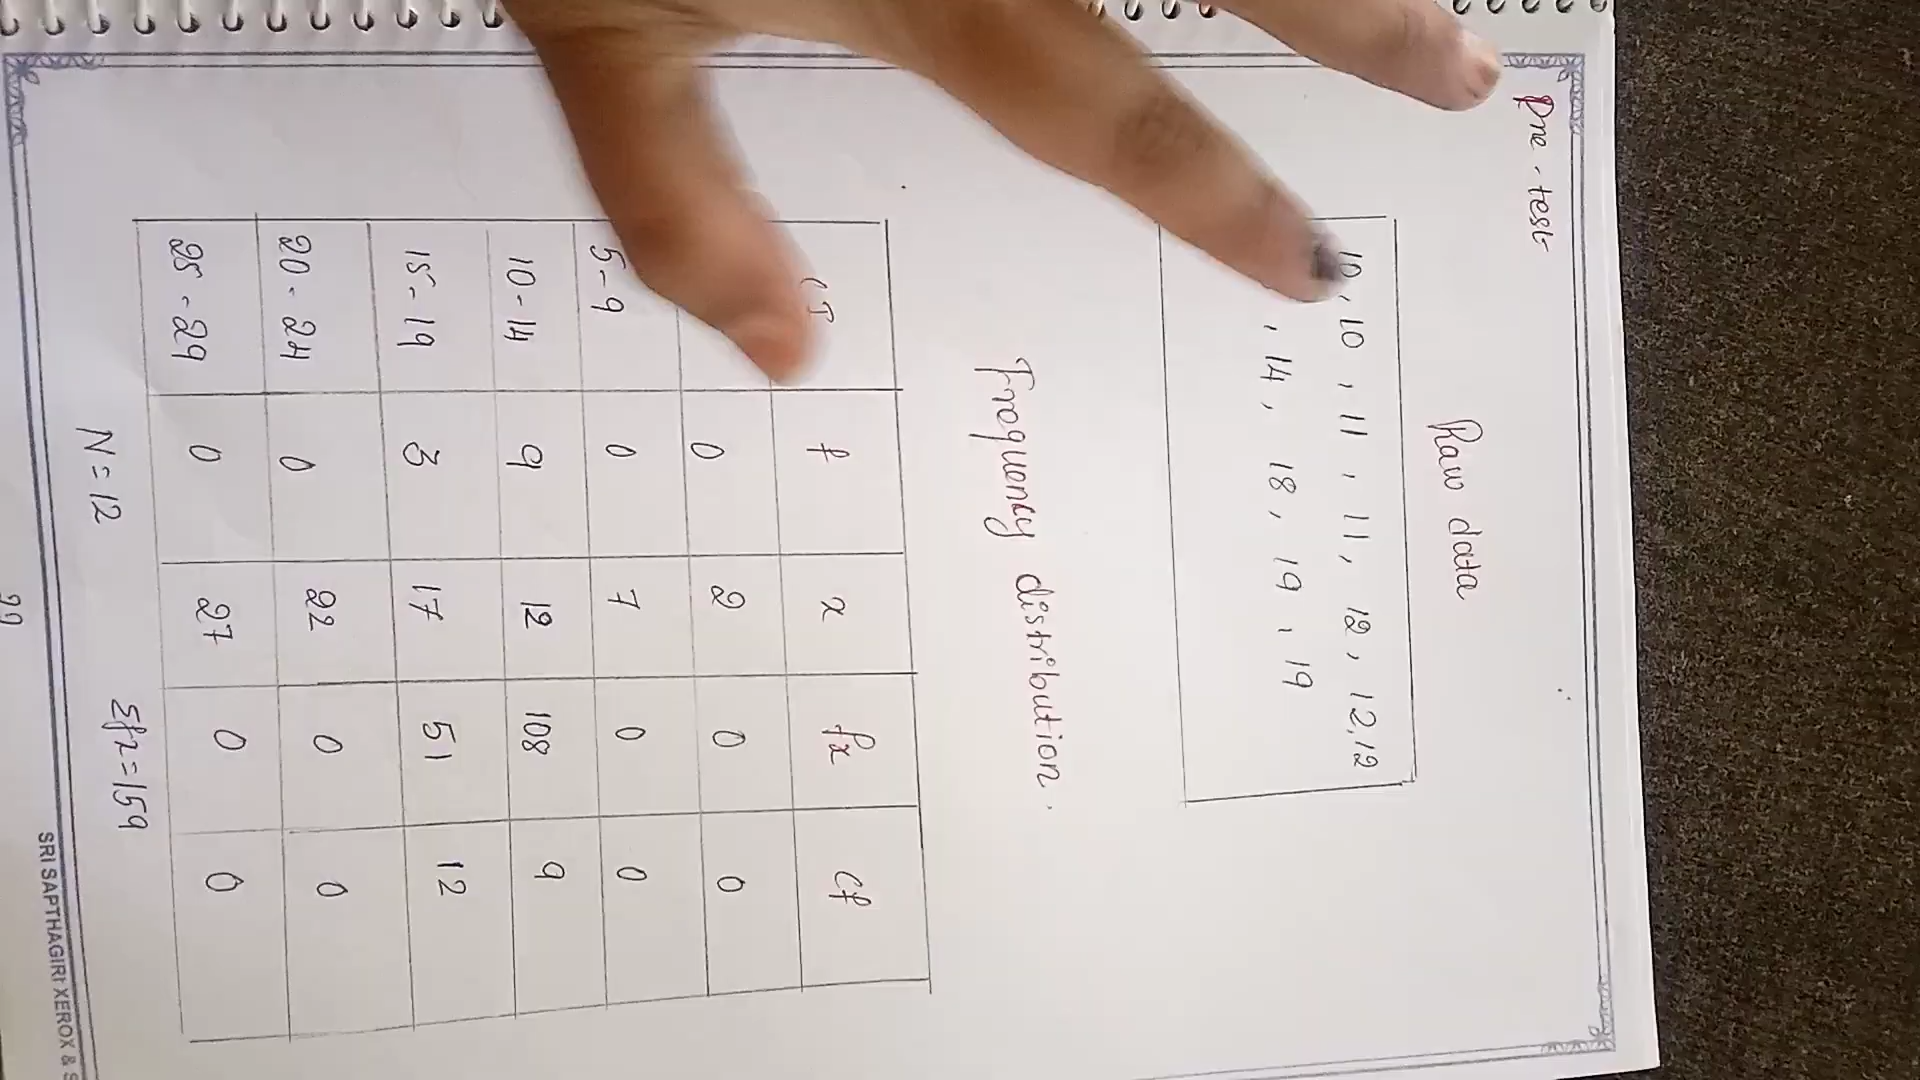 Pre-test
Raw data
10, 10, 11, 11, 12, 12, 12
, 14, 18, 19, 19
Frequency distribution.
CI f x fx cf
0 2 0 0
5-9 0 7 0 0
10-14 9 12 108 9
15-19 3 17 51 12
20-24 0 22 0 0
25-29 0 27 0 0
N=12 Σfx=159
SRI SAPTHAGIRI XEROX &